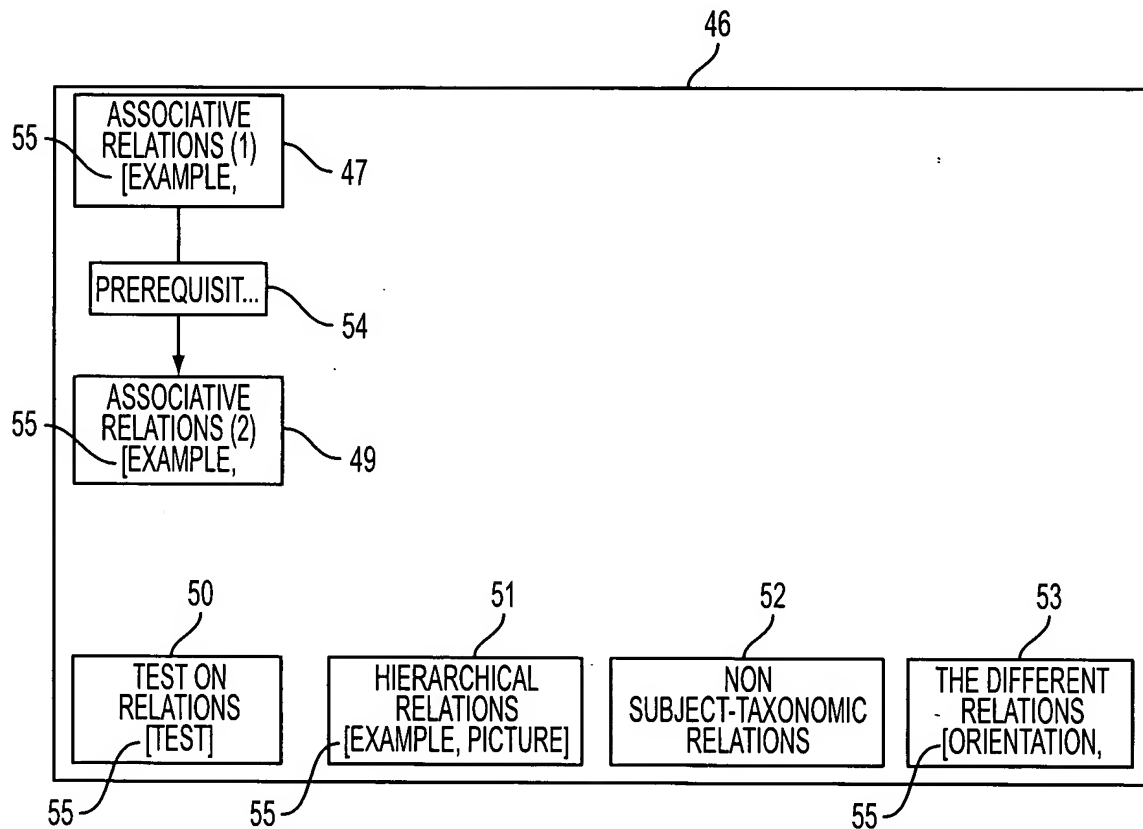 46
55
ASSOCIATIVE
RELATIONS (1)
[EXAMPLE,
47
PREREQUISIT...
54
55
ASSOCIATIVE
RELATIONS (2)
[EXAMPLE,
49
50
51
52
53
TEST ON
RELATIONS
[TEST]
HIERARCHICAL
RELATIONS
[EXAMPLE, PICTURE]
NON
SUBJECT-TAXONOMIC
RELATIONS
THE DIFFERENT
RELATIONS
[ORIENTATION,
55
55
55